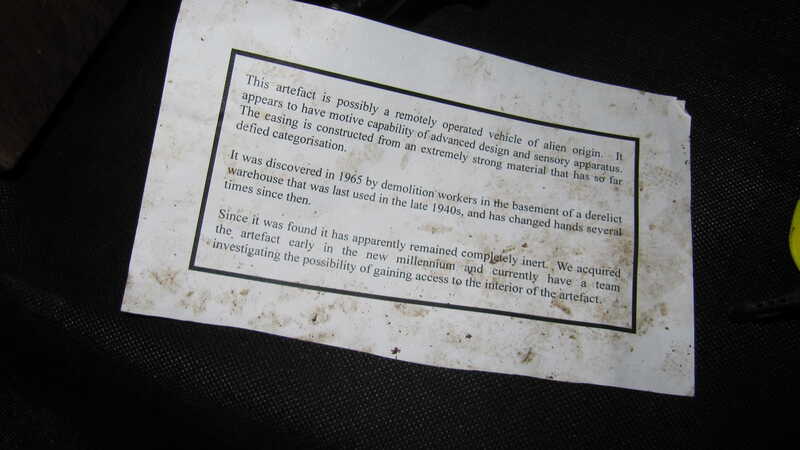 This artefact is possibly a remotely operated vehicle of alien origin. It
appears to have motive capability of advanced design and sensory apparatus.
The casing is constructed from an extremely strong material that has so far
defied categorisation.
It was discovered in 1965 by demolition workers in the basement of a derelict
warehouse that was last used in the late 1940s, and has changed hands several
times since then.
Since it was found it has apparently remained completely inert. We acquired
the artefact early in the new millennium and currently have a team
investigating the possibility of gaining access to the interior of the artefact.